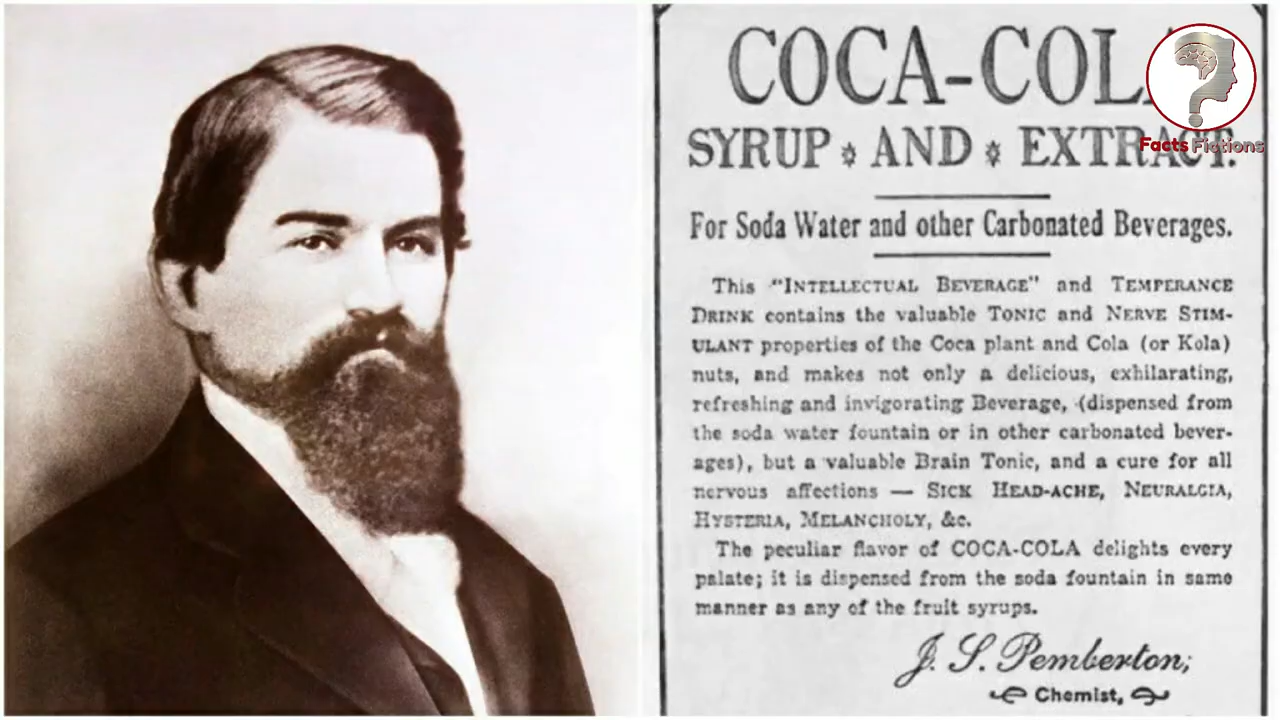 COCA-COLA
SYRUP AND EXTRACT.
For Soda Water and other Carbonated Beverages.
This "INTELLECTUAL BEVERAGE" and TEMPERANCE
DRINK contains the valuable TONIC and NERVE STIM-
ULANT properties of the Coca plant and Cola (or Kola)
nuts, and makes not only a delicious, exhilarating,
refreshing and invigorating Beverage, (dispensed from
the soda water fountain or in other carbonated bever-
ages), but a valuable Brain Tonic, and a cure for all
nervous affections — SICK HEAD-ACHE, NEURALGIA,
HYSTERIA, MELANCHOLY, &c.
The peculiar flavor of COCA-COLA delights every
palate; it is dispensed from the soda fountain in same
manner as any of the fruit syrups.
J. S. Pemberton;
Chemist,
Facts Fictions